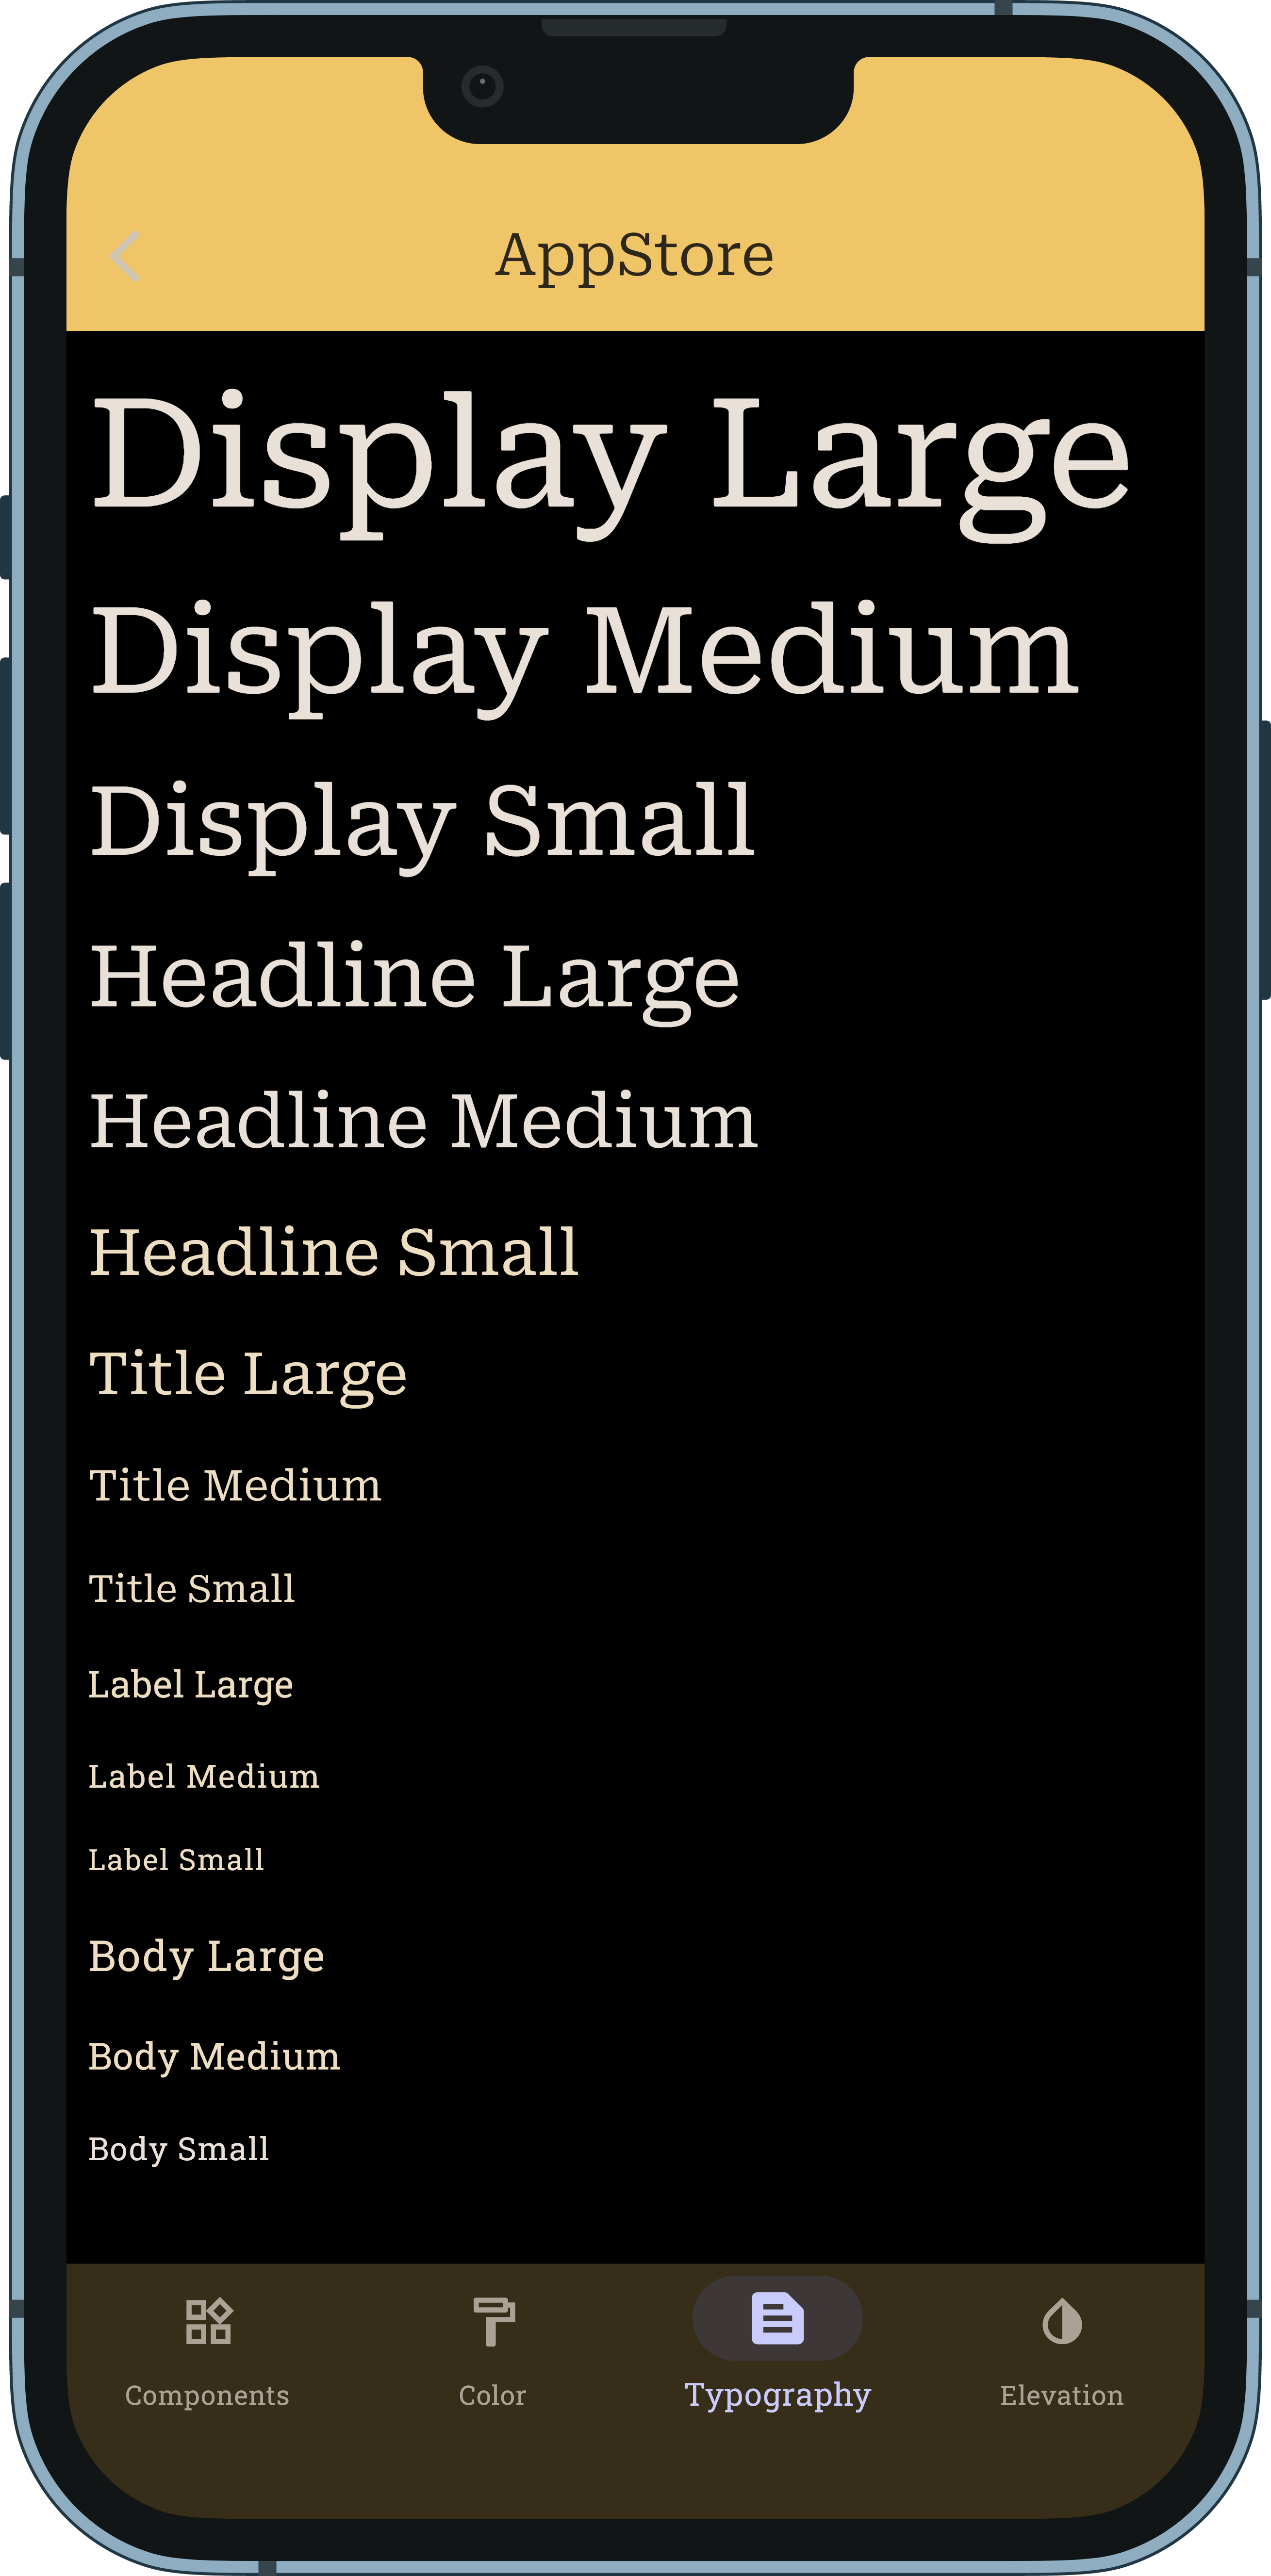 AppStore
Display Large
Display Medium
Display Small
Headline Large
Headline Medium
Headline Small
Title Large
Title Medium
Title Small
Label Large
Label Medium
Label Small
Body Large
Body Medium
Body Small
Components Color Typography Elevation